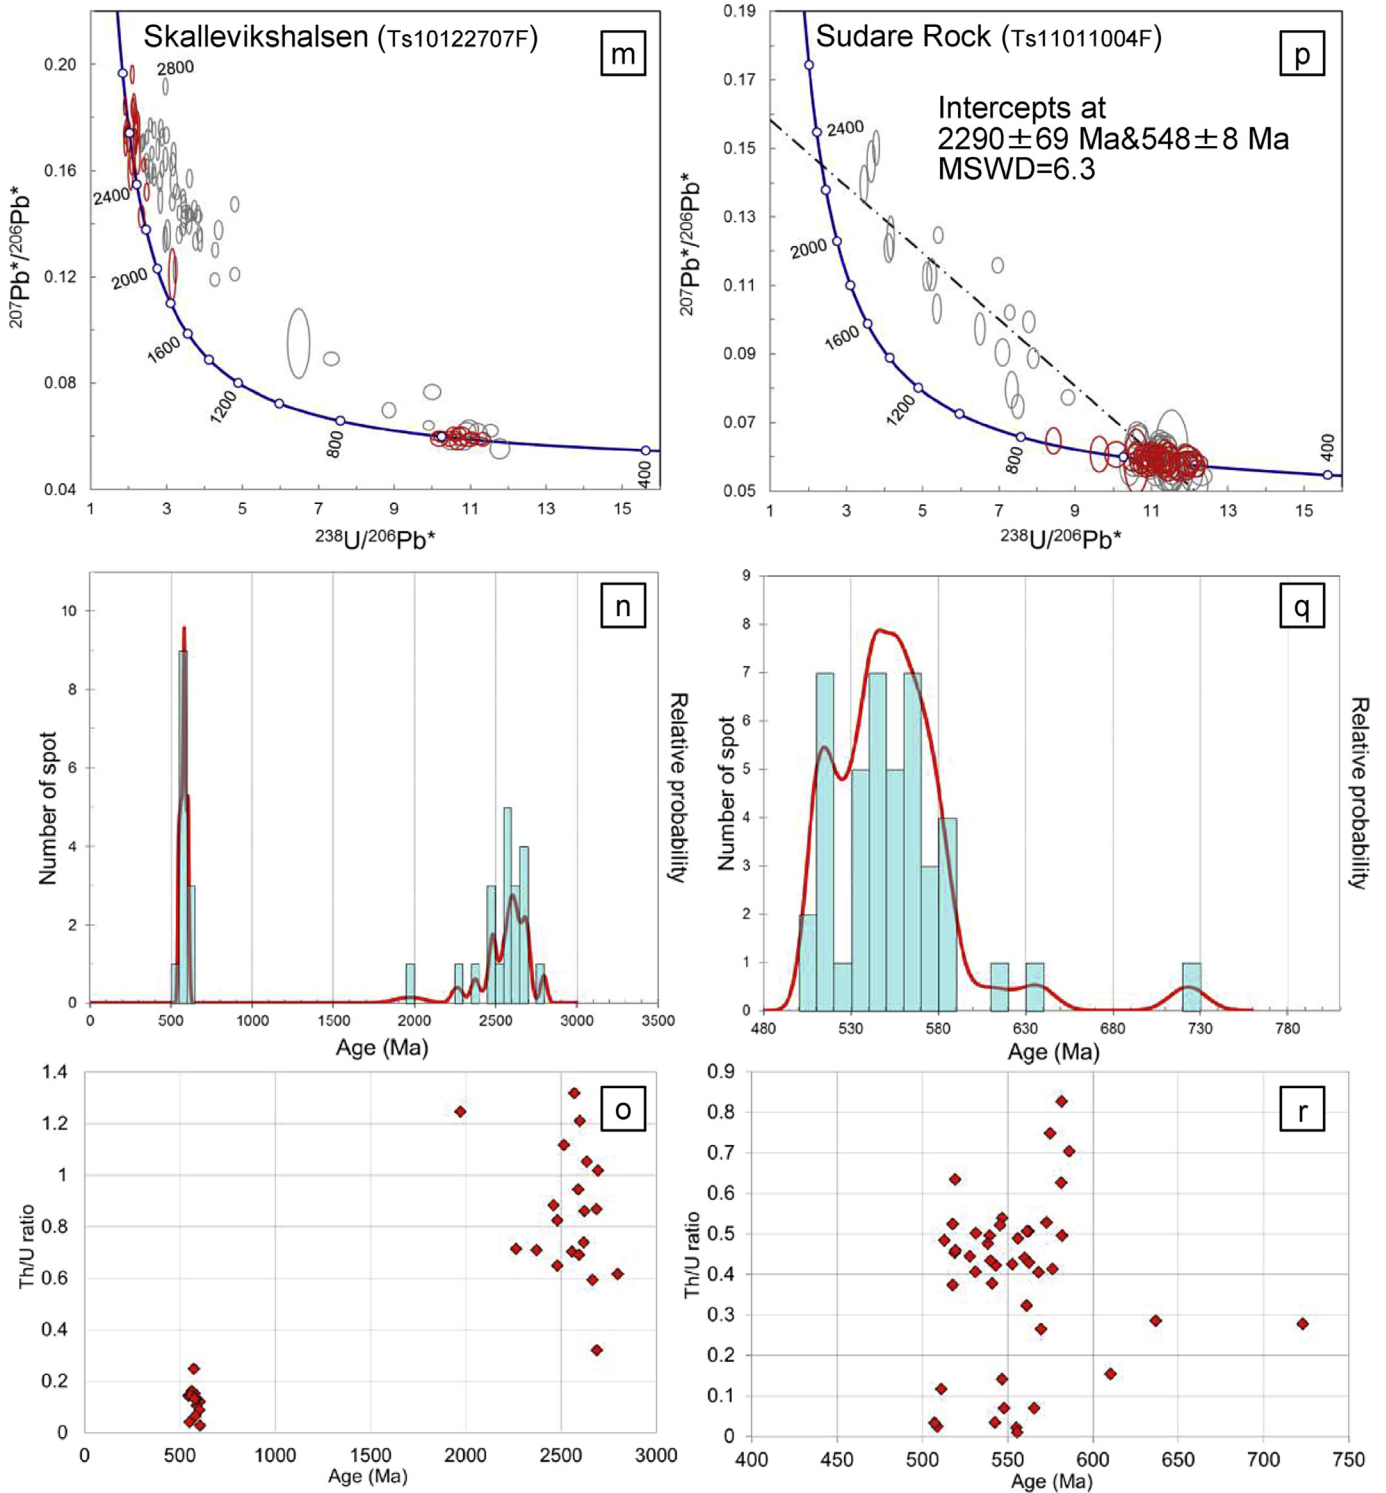 Skallevikshalsen (Ts10122707F)
m
0.20
0.16
0.12
0.08
0.04
207Pb*/206Pb*
2800
2400
2000
1600
1200
800
400
1 3 5 7 9 11 13 15
238U/206Pb*
Sudare Rock (Ts11011004F)
p
Intercepts at
2290±69 Ma&548±8 Ma
MSWD=6.3
0.19
0.17
0.15
0.13
0.11
0.09
0.07
0.05
207Pb*/206Pb*
2400
2000
1600
1200
800
400
1 3 5 7 9 11 13 15
238U/206Pb*
n
10
8
6
4
2
0
Number of spot
Relative probability
0 500 1000 1500 2000 2500 3000 3500
Age (Ma)
q
9
8
7
6
5
4
3
2
1
0
Number of spot
Relative probability
480 530 580 630 680 730 780
Age (Ma)
o
1.4
1.2
1
0.8
0.6
0.4
0.2
0
Th/U ratio
0 500 1000 1500 2000 2500 3000
Age (Ma)
r
0.9
0.8
0.7
0.6
0.5
0.4
0.3
0.2
0.1
0
Th/U ratio
400 450 500 550 600 650 700 750
Age (Ma)